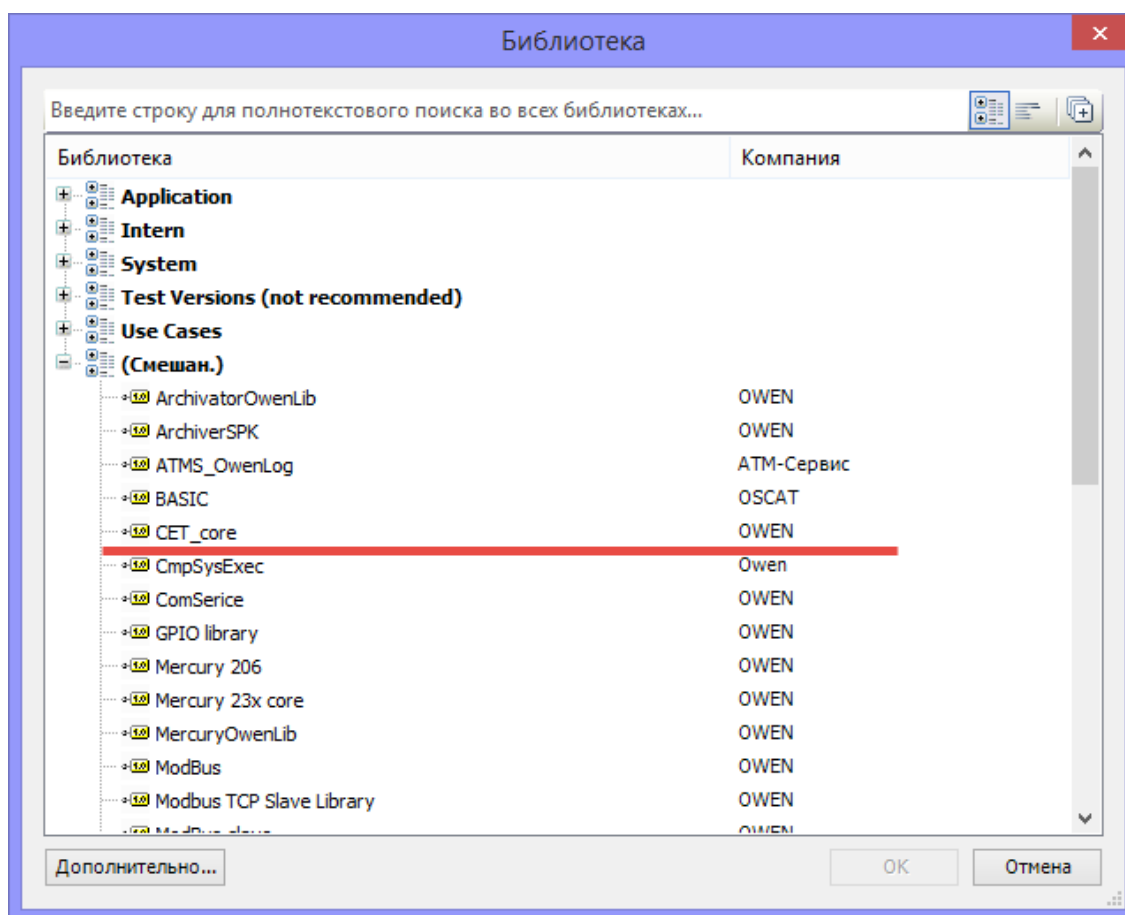 Библиотека
Введите строку для полнотекстового поиска во всех библиотеках...
Библиотека Компания
Application
Intern
System
Test Versions (not recommended)
Use Cases
(Смешан.)
ArchivatorOwenLib OWEN
ArchiverSPK OWEN
ATMS_OwenLog АТМ-Сервис
BASIC OSCAT
CET_core OWEN
CmpSysExec Owen
ComSerice OWEN
GPIO library OWEN
Mercury 206 OWEN
Mercury 23x core OWEN
MercuryOwenLib OWEN
ModBus OWEN
Modbus TCP Slave Library OWEN
ModBus slave OWEN
Дополнительно... OK Отмена